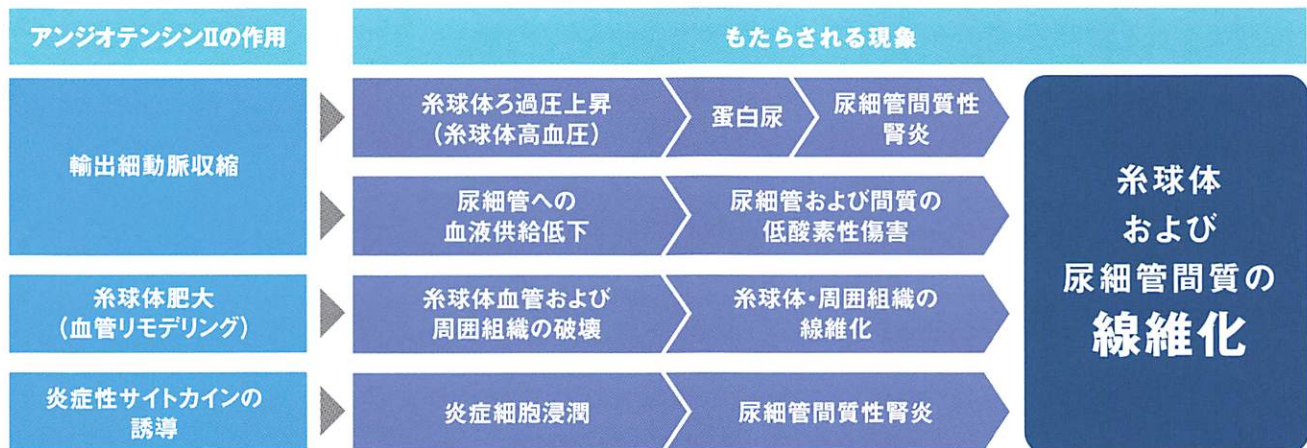 アンジオテンシンIIの作用
もたらされる現象
輸出細動脈収縮
糸球体ろ過圧上昇
(糸球体高血圧)
蛋白尿
尿細管間質性
腎炎
尿細管への
血液供給低下
尿細管および間質の
低酸素性傷害
糸球体肥大
(血管リモデリング)
糸球体血管および
周囲組織の破壊
糸球体・周囲組織の
線維化
炎症性サイトカインの
誘導
炎症細胞浸潤
尿細管間質性腎炎
糸球体
および
尿細管間質の
線維化